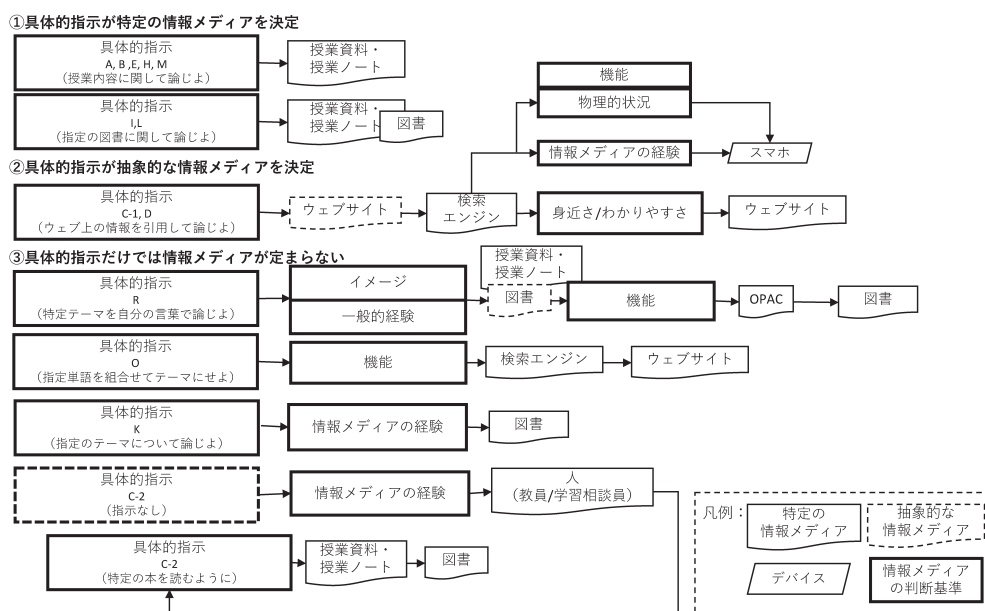 ①具体的指示が特定の情報メディアを決定
具体的指示
A, B ,E, H, M
（授業内容に関して論じよ）
授業資料・
授業ノート
具体的指示
I,L
（指定の図書に関して論じよ）
授業資料・
授業ノート
図書
機能
物理的状況
情報メディアの経験
スマホ
②具体的指示が抽象的な情報メディアを決定
具体的指示
C-1, D
（ウェブ上の情報を引用して論じよ）
ウェブサイト
検索
エンジン
身近さ/わかりやすさ
ウェブサイト
③具体的指示だけでは情報メディアが定まらない
具体的指示
R
（特定テーマを自分の言葉で論じよ）
イメージ
一般的経験
授業資料・
授業ノート
図書
機能
OPAC
図書
具体的指示
O
（指定単語を組合せてテーマにせよ）
機能
検索エンジン
ウェブサイト
具体的指示
K
（指定のテーマについて論じよ）
情報メディアの経験
図書
具体的指示
C-2
（指示なし）
情報メディアの経験
人
（教員/学習相談員）
具体的指示
C-2
（特定の本を読むように）
授業資料・
授業ノート
図書
凡例：
特定の
情報メディア
抽象的な
情報メディア
デバイス
情報メディア
の判断基準